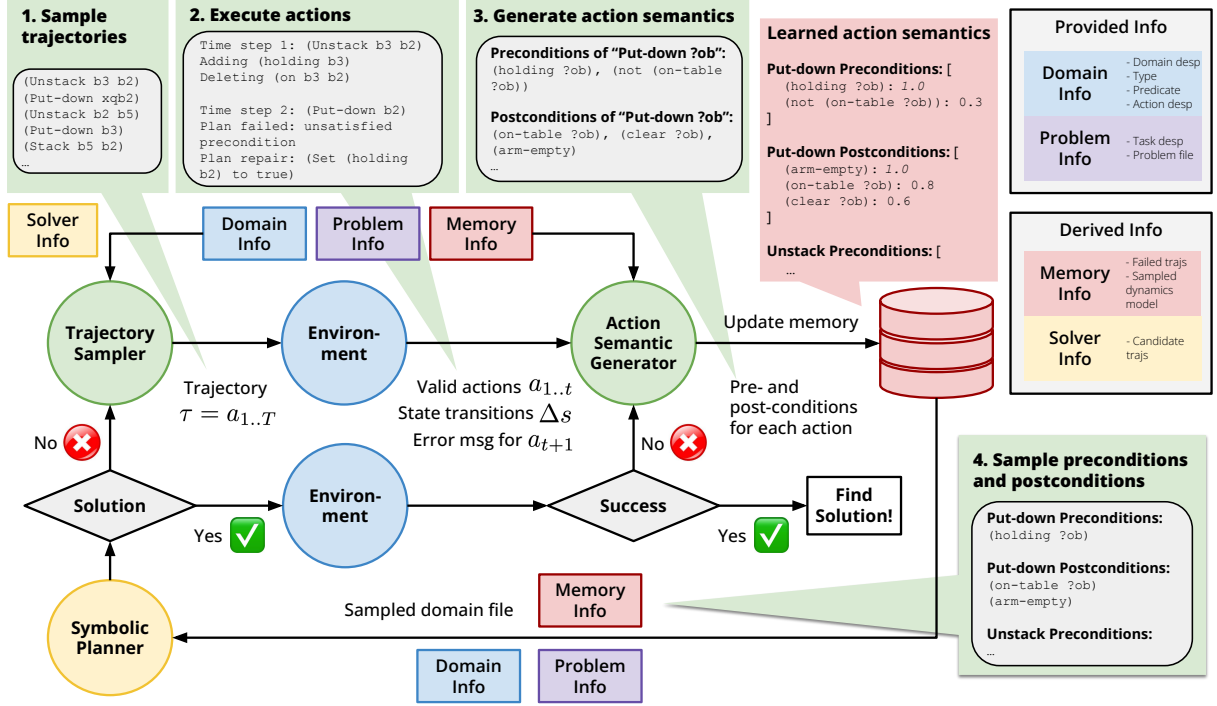 1. Sample
trajectories
(Unstack b3 b2)
(Put-down xqb2)
(Unstack b2 b5)
(Put-down b3)
(Stack b5 b2)
…
2. Execute actions
Time step 1: (Unstack b3 b2)
Adding (holding b3)
Deleting (on b3 b2)
Time step 2: (Put-down b2)
Plan failed: unsatisfied
precondition
Plan repair: (Set (holding
b2) to true)
3. Generate action semantics
Preconditions of “Put-down ?ob”:
(holding ?ob), (not (on-table
?ob))
Postconditions of “Put-down ?ob”:
(on-table ?ob), (clear ?ob),
(arm-empty)
…
Learned action semantics
Put-down Preconditions: [
(holding ?ob): 1.0
(not (on-table ?ob)): 0.3
]
Put-down Postconditions: [
(arm-empty): 1.0
(on-table ?ob): 0.8
(clear ?ob): 0.6
]
Unstack Preconditions: [
…
Provided Info
Domain
Info
- Domain desp
- Type
- Predicate
- Action desp
Problem
Info
- Task desp
- Problem file
Derived Info
Memory
Info
- Failed trajs
- Sampled
dynamics
model
Solver
Info
- Candidate
trajs
Solver
Info
Domain
Info
Problem
Info
Memory
Info
Trajectory
Sampler
Environ-
ment
Action
Semantic
Generator
Update memory
Trajectory
τ = a1..T
Valid actions a1..t
State transitions Δs
Error msg for at+1
Pre- and
post-conditions
for each action
No
No
Solution
Yes
Environ-
ment
Success
Yes
Find
Solution!
4. Sample preconditions
and postconditions
Put-down Preconditions:
(holding ?ob)
Put-down Postconditions:
(on-table ?ob)
(arm-empty)
Unstack Preconditions:
…
Symbolic
Planner
Sampled domain file
Memory
Info
Domain
Info
Problem
Info